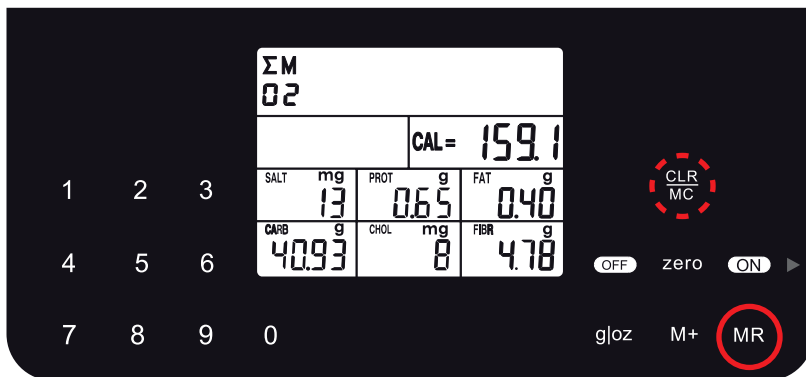 ΣM
02
CAL= 159.1
SALT mg 13 PROT g 0.65 FAT g 0.40
CARB g 40.93 CHOL mg 8 FIBR g 4.78
1 2 3
4 5 6
7 8 9 0
CLR
MC
OFF zero ON
g|oz M+ MR